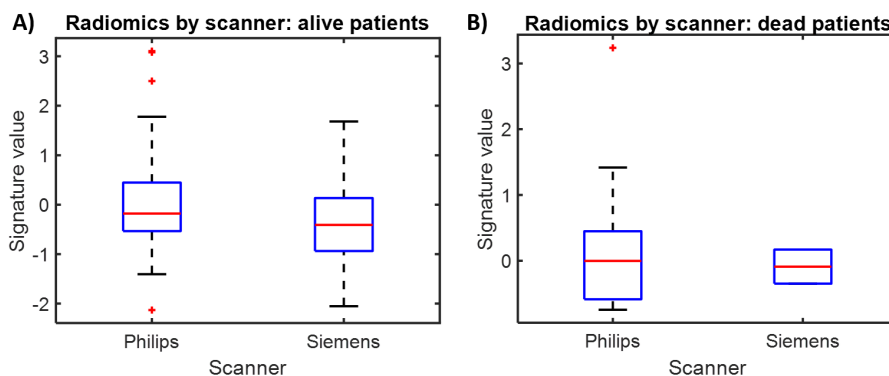 A) Radiomics by scanner: alive patients
3
2
1
0
-1
-2
Signature value
Philips Siemens
Scanner
B) Radiomics by scanner: dead patients
3
2
1
0
Signature value
Philips Siemens
Scanner